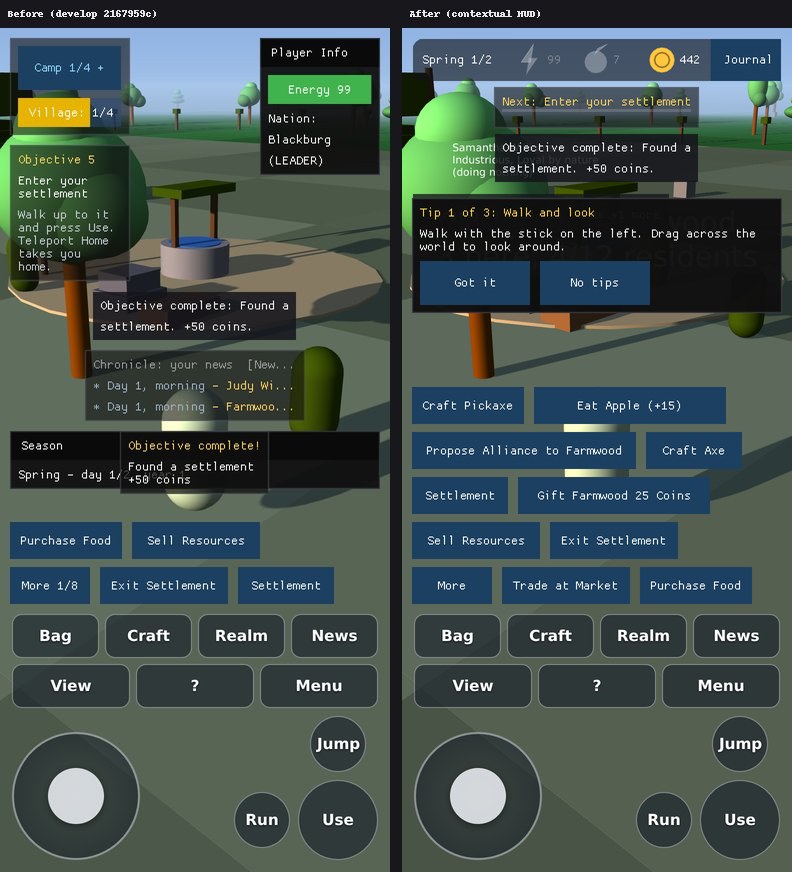 Before (develop 2167959c)
Camp 1/4 +
Village: 1/4
Player Info
Energy 99
Nation:
Blackburg
(LEADER)
Objective 5
Enter your
settlement
Walk up to it
and press Use.
Teleport Home
takes you
home.
Objective complete: Found a
settlement. +50 coins.
Chronicle: your news [New...
* Day 1, morning - Judy Wi...
* Day 1, morning - Farmwoo...
Season
Spring - day 1/
Objective complete!
Found a settlement
+50 coins
Purchase Food
Sell Resources
More 1/8
Exit Settlement
Settlement
Bag
Craft
Realm
News
View
?
Menu
Jump
Run
Use
After (contextual HUD)
Spring 1/2
99
7
442
Journal
Next: Enter your settlement
Objective complete: Found a
settlement. +50 coins.
Tip 1 of 3: Walk and look
Walk with the stick on the left. Drag across the
world to look around.
Got it
No tips
Craft Pickaxe
Eat Apple (+15)
Propose Alliance to Farmwood
Craft Axe
Settlement
Gift Farmwood 25 Coins
Sell Resources
Exit Settlement
More
Trade at Market
Purchase Food
Bag
Craft
Realm
News
View
?
Menu
Jump
Run
Use